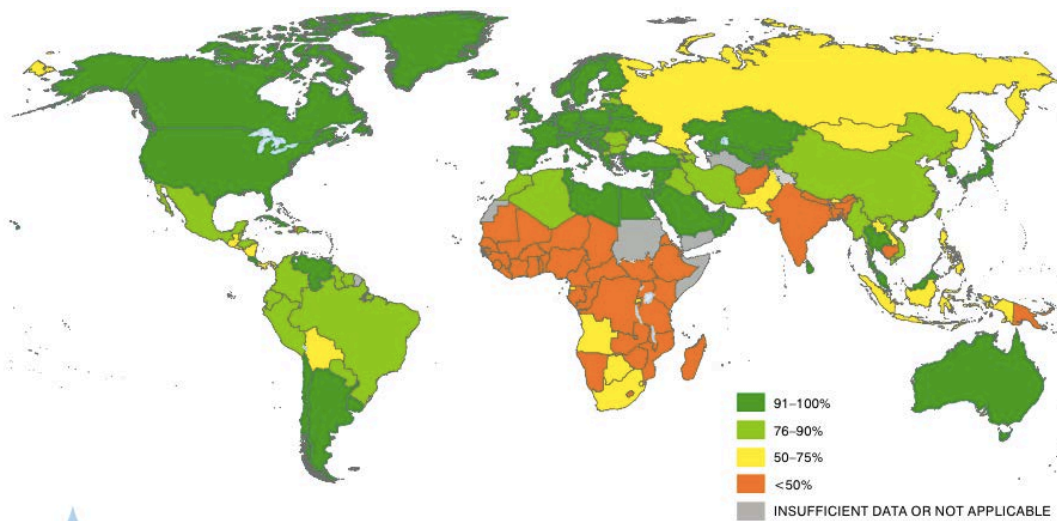 91–100%
76–90%
50–75%
<50%
INSUFFICIENT DATA OR NOT APPLICABLE